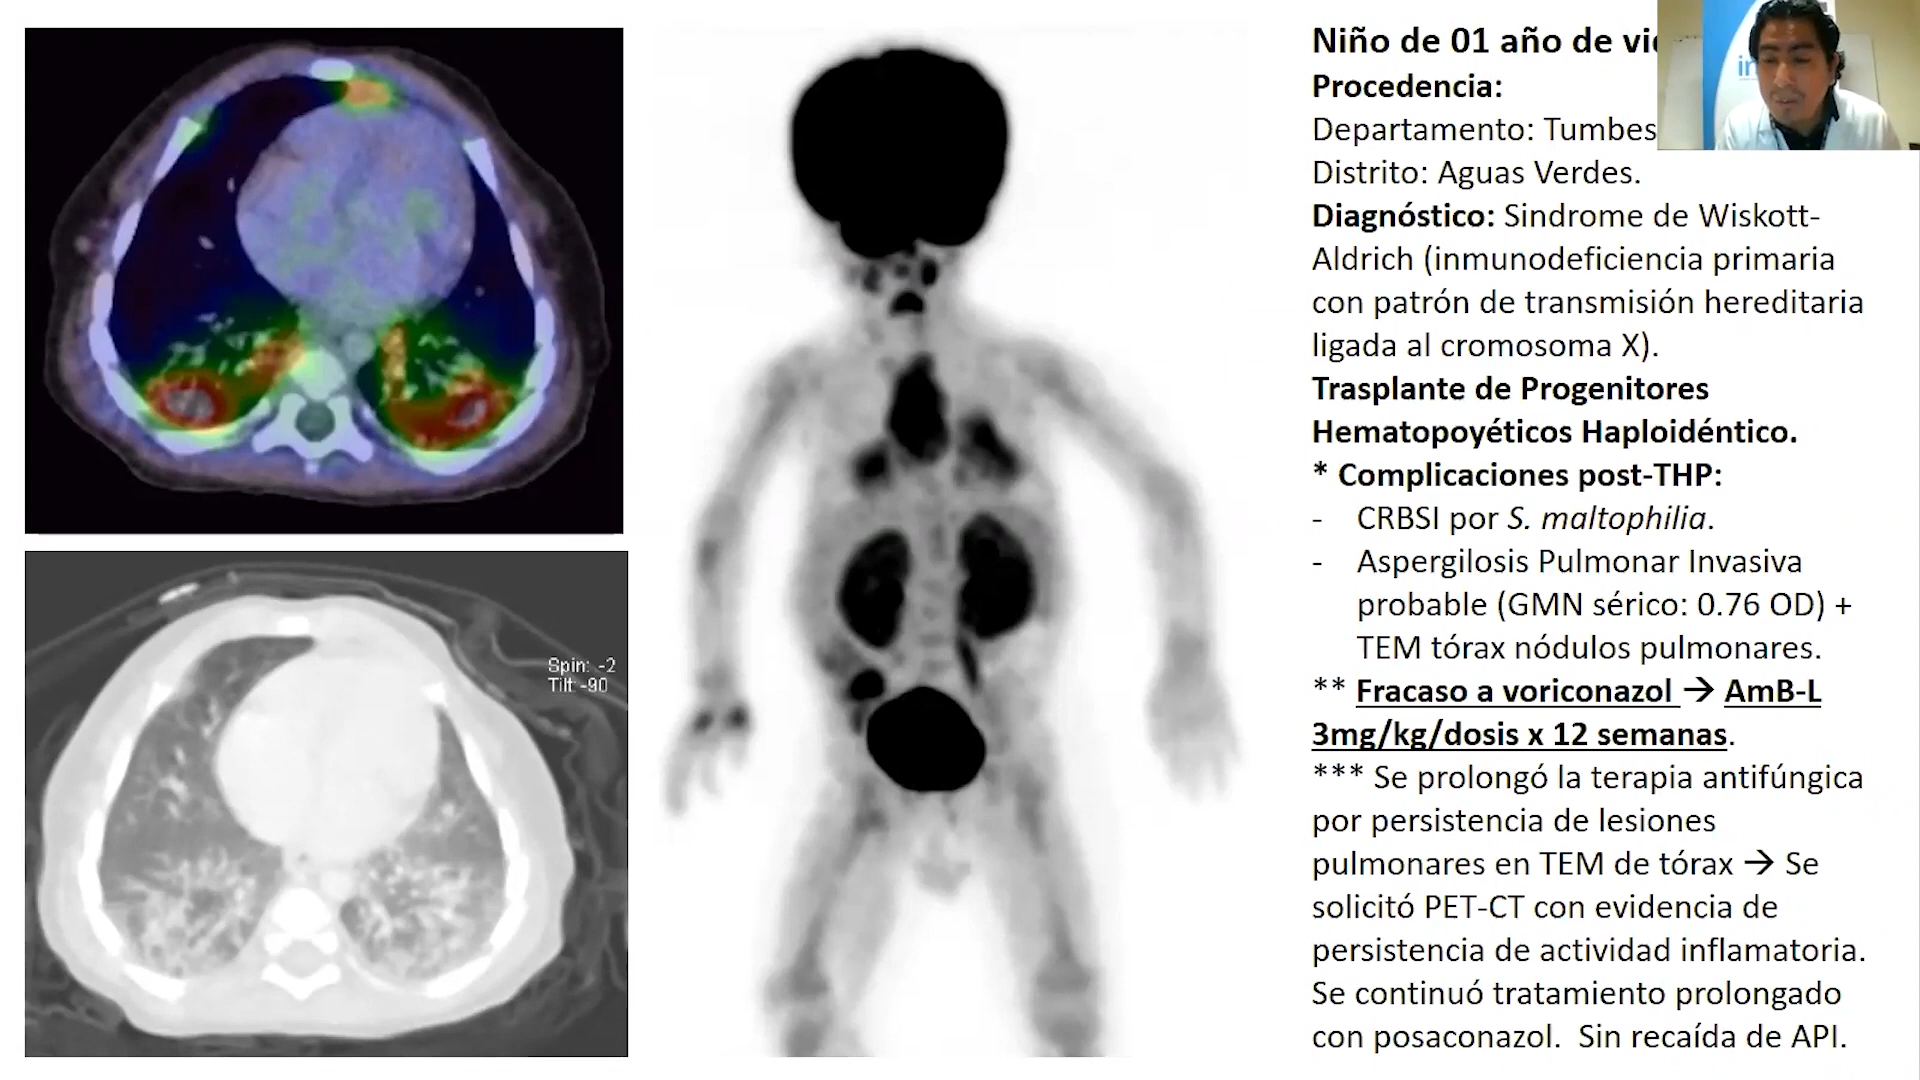 Niño de 01 año de
Procedencia:
Departamento: Tumbes
Distrito: Aguas Verdes.
Diagnóstico: Sindrome de Wiskott-
Aldrich (inmunodeficiencia primaria
con patrón de transmisión hereditaria
ligada al cromosoma X).
Trasplante de Progenitores
Hematopoyéticos Haploidéntico.
* Complicaciones post-THP:
- CRBSI por S. maltophilia.
- Aspergilosis Pulmonar Invasiva
probable (GMN sérico: 0.76 OD) +
TEM tórax nódulos pulmonares.
** Fracaso a voriconazol → AmB-L
3mg/kg/dosis x 12 semanas.
*** Se prolongó la terapia antifúngica
por persistencia de lesiones
pulmonares en TEM de tórax → Se
solicitó PET-CT con evidencia de
persistencia de actividad inflamatoria.
Se continuó tratamiento prolongado
con posaconazol. Sin recaída de API.
Spin: -2
Tilt: -90